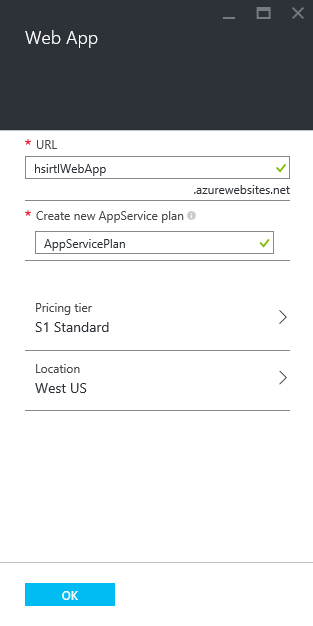 Web App
* URL
hsirtlWebApp
.azurewebsites.net
* Create new AppService plan
AppServicePlan
Pricing tier
S1 Standard
Location
West US
OK